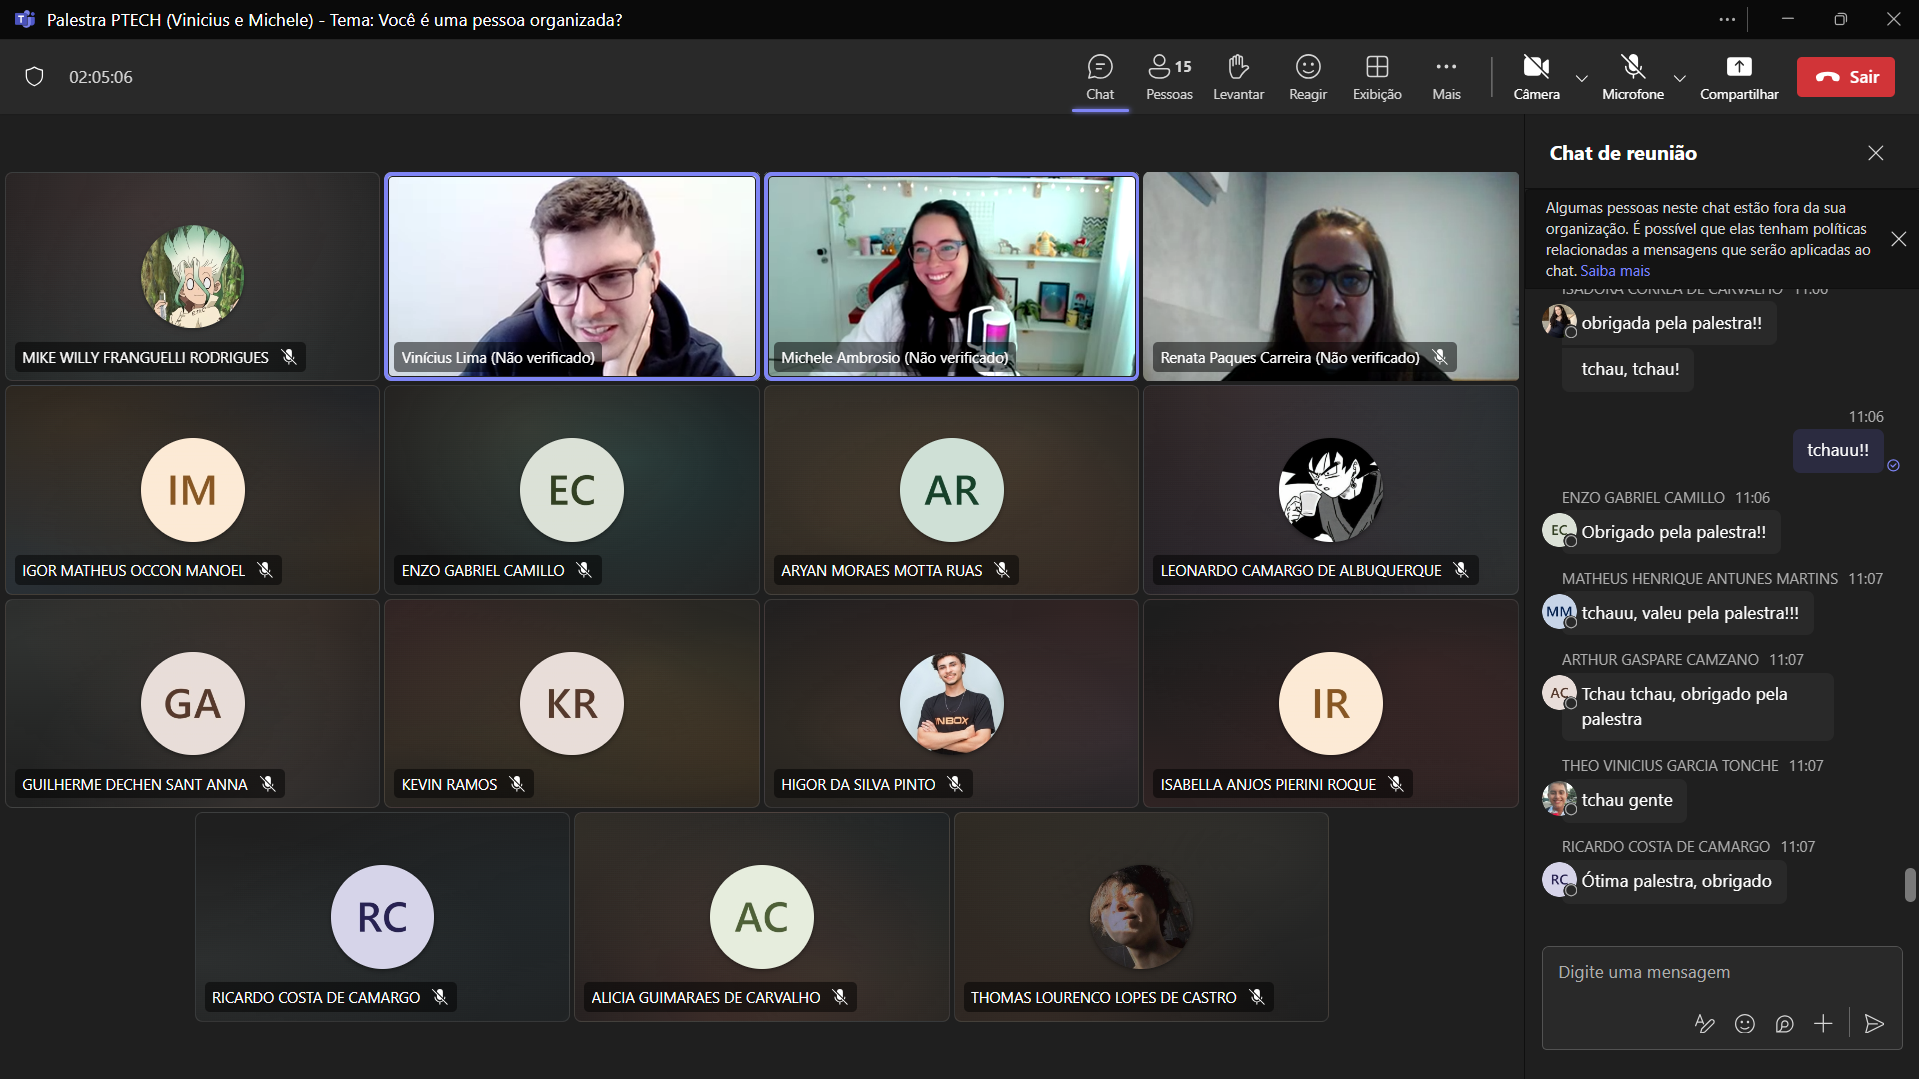 Palestra PTECH (Vinicius e Michele) - Tema: Você é uma pessoa organizada?
02:05:06
Chat
15
Pessoas
Levantar
Reagir
Exibição
Mais
Câmera
Microfone
Compartilhar
Sair
MIKE WILLY FRANGUELLI RODRIGUES
Vinícius Lima (Não verificado)
Michele Ambrosio (Não verificado)
Renata Paques Carreira (Não verificado)
IM
IGOR MATHEUS OCCON MANOEL
EC
ENZO GABRIEL CAMILLO
AR
ARYAN MORAES MOTTA RUAS
LEONARDO CAMARGO DE ALBUQUERQUE
GA
GUILHERME DECHEN SANT ANNA
KR
KEVIN RAMOS
INBOX
HIGOR DA SILVA PINTO
IR
ISABELLA ANJOS PIERINI ROQUE
RC
RICARDO COSTA DE CAMARGO
AC
ALICIA GUIMARAES DE CARVALHO
THOMAS LOURENCO LOPES DE CASTRO
Chat de reunião
Algumas pessoas neste chat estão fora da sua
organização. É possível que elas tenham políticas
relacionadas a mensagens que serão aplicadas ao
chat. Saiba mais
ISADORA CORREA DE CARVALHO 11:06
obrigada pela palestra!!
tchau, tchau!
11:06
tchauu!!
ENZO GABRIEL CAMILLO 11:06
EC
Obrigado pela palestra!!
MATHEUS HENRIQUE ANTUNES MARTINS 11:07
MM
tchauu, valeu pela palestra!!!
ARTHUR GASPARE CAMZANO 11:07
AC
Tchau tchau, obrigado pela
palestra
THEO VINICIUS GARCIA TONCHE 11:07
tchau gente
RICARDO COSTA DE CAMARGO 11:07
RC
Ótima palestra, obrigado
Digite uma mensagem